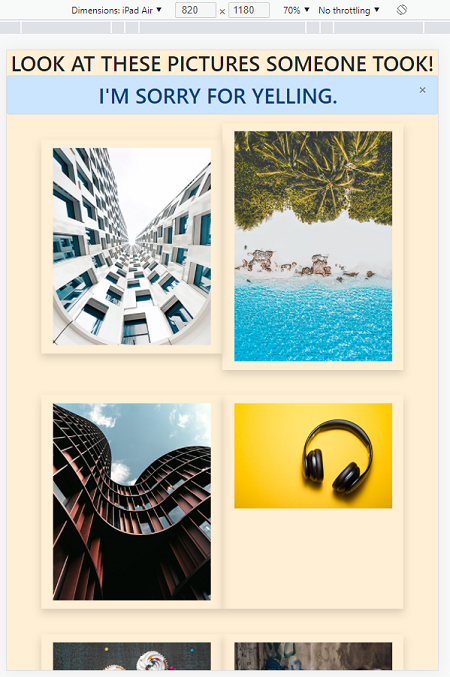 Dimensions: iPad Air ▼ 820 × 1180 70% ▼ No throttling ▼
LOOK AT THESE PICTURES SOMEONE TOOK!
I'M SORRY FOR YELLING. ×